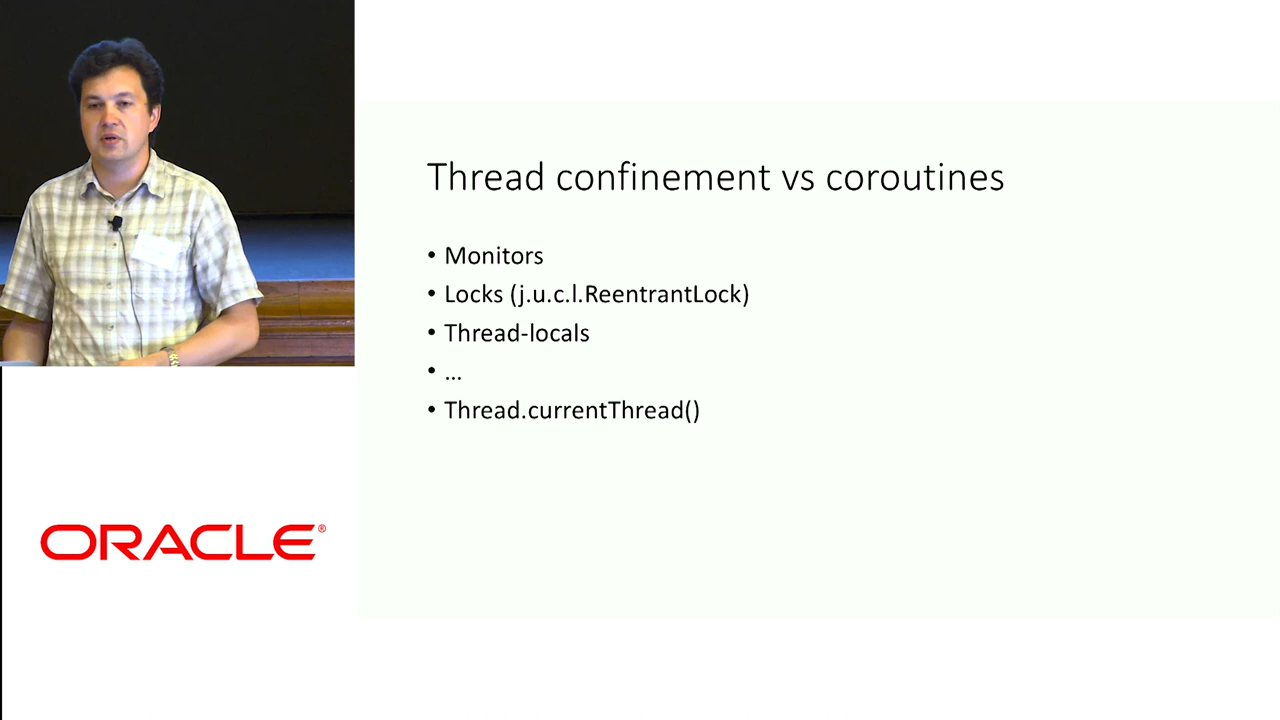 Thread confinement vs coroutines
• Monitors
• Locks (j.u.c.l.ReentrantLock)
• Thread-locals
• ...
• Thread.currentThread()
ORACLE®